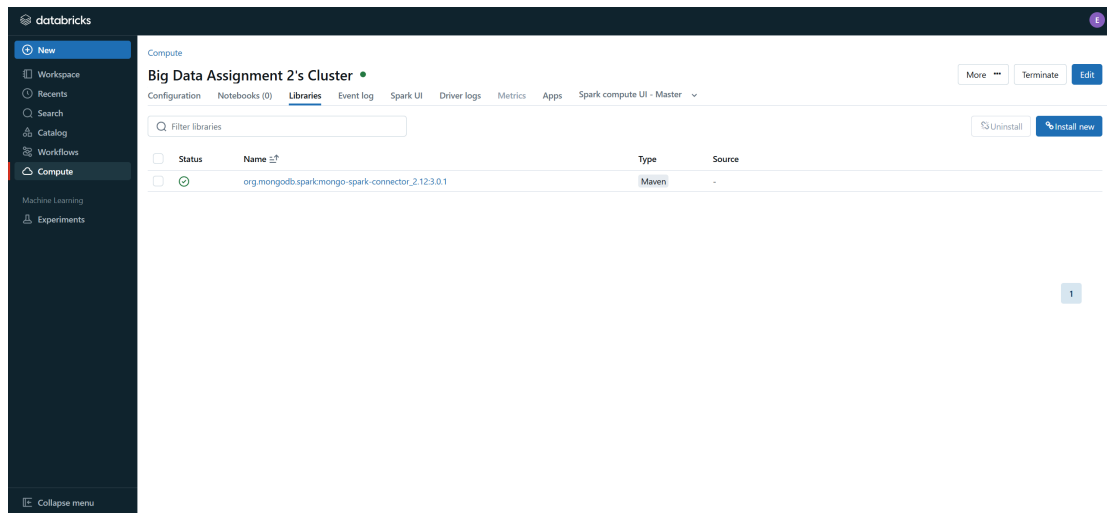 databricks
E
New
Workspace
Recents
Search
Catalog
Workflows
Compute
Machine Learning
Experiments
Collapse menu
Compute
Big Data Assignment 2's Cluster
More
Terminate
Edit
Configuration Notebooks (0) Libraries Event log Spark UI Driver logs Metrics Apps Spark compute UI - Master
Filter libraries
Uninstall
Install new
Status Name Type Source
org.mongodb.spark:mongo-spark-connector_2.12:3.0.1 Maven -
1